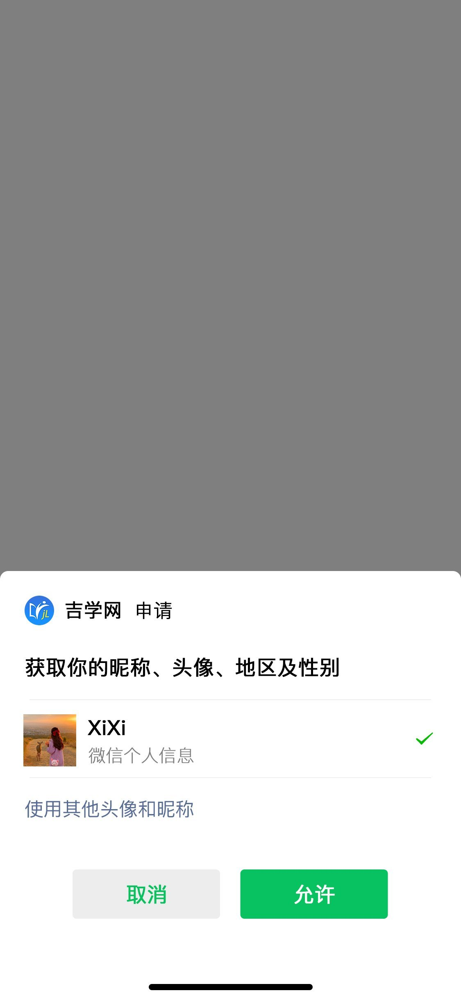 jL
吉学网 申请
获取你的昵称、头像、地区及性别
XiXi
微信个人信息
使用其他头像和昵称
取消 允许